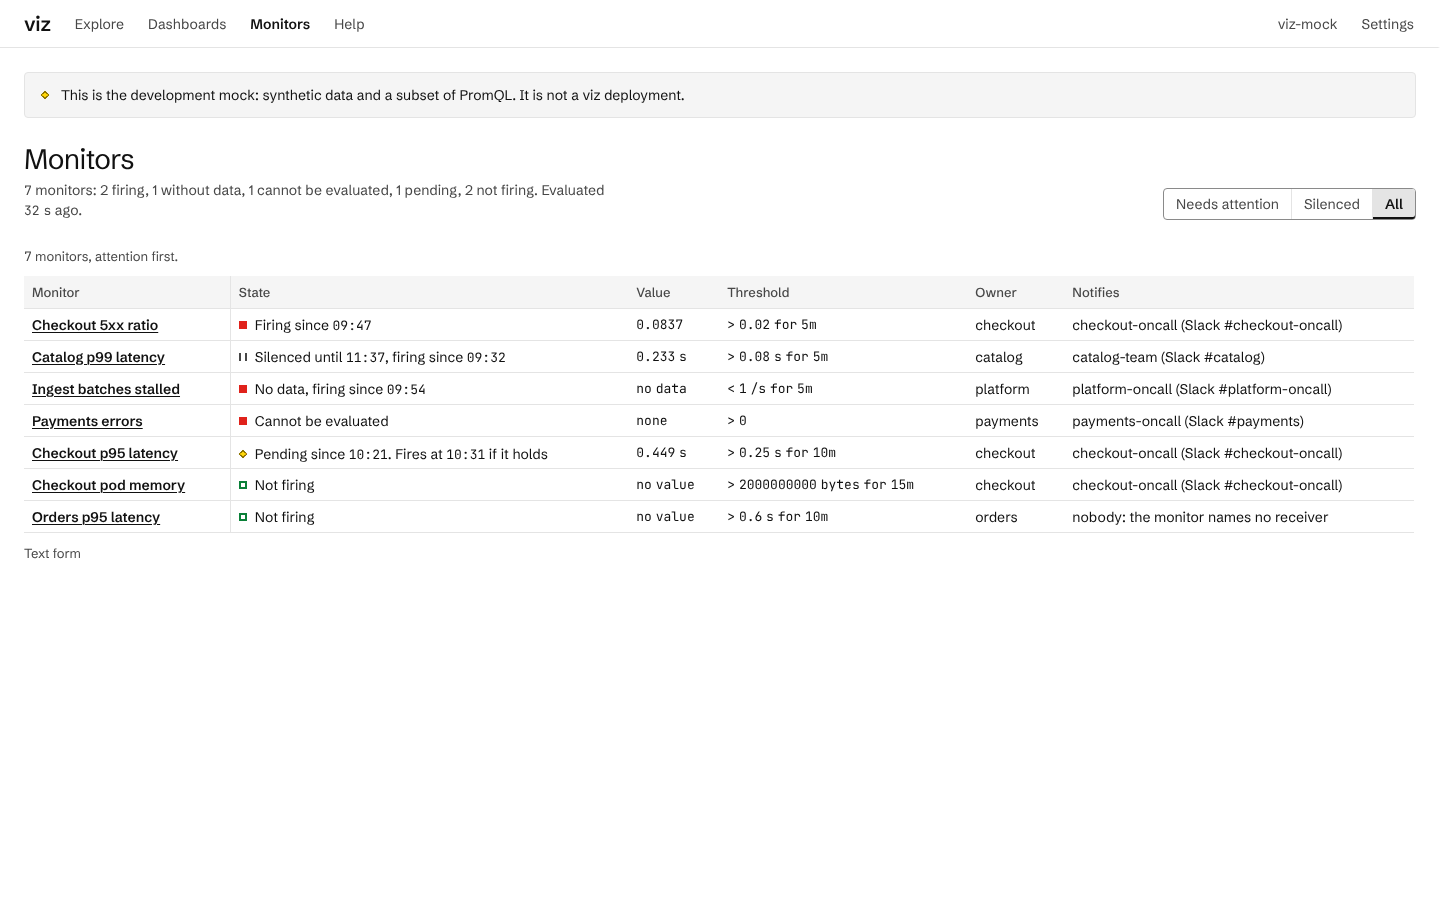 viz Explore Dashboards Monitors Help viz-mock Settings
This is the development mock: synthetic data and a subset of PromQL. It is not a viz deployment.
Monitors
7 monitors: 2 firing, 1 without data, 1 cannot be evaluated, 1 pending, 2 not firing. Evaluated
32 s ago.
Needs attention Silenced All
7 monitors, attention first.
Monitor State Value Threshold Owner Notifies
Checkout 5xx ratio Firing since 09:47 0.0837 > 0.02 for 5m checkout checkout-oncall (Slack #checkout-oncall)
Catalog p99 latency Silenced until 11:37, firing since 09:32 0.233 s > 0.08 s for 5m catalog catalog-team (Slack #catalog)
Ingest batches stalled No data, firing since 09:54 no data < 1 /s for 5m platform platform-oncall (Slack #platform-oncall)
Payments errors Cannot be evaluated none > 0 payments payments-oncall (Slack #payments)
Checkout p95 latency Pending since 10:21. Fires at 10:31 if it holds 0.449 s > 0.25 s for 10m checkout checkout-oncall (Slack #checkout-oncall)
Checkout pod memory Not firing no value > 2000000000 bytes for 15m checkout checkout-oncall (Slack #checkout-oncall)
Orders p95 latency Not firing no value > 0.6 s for 10m orders nobody: the monitor names no receiver
Text form